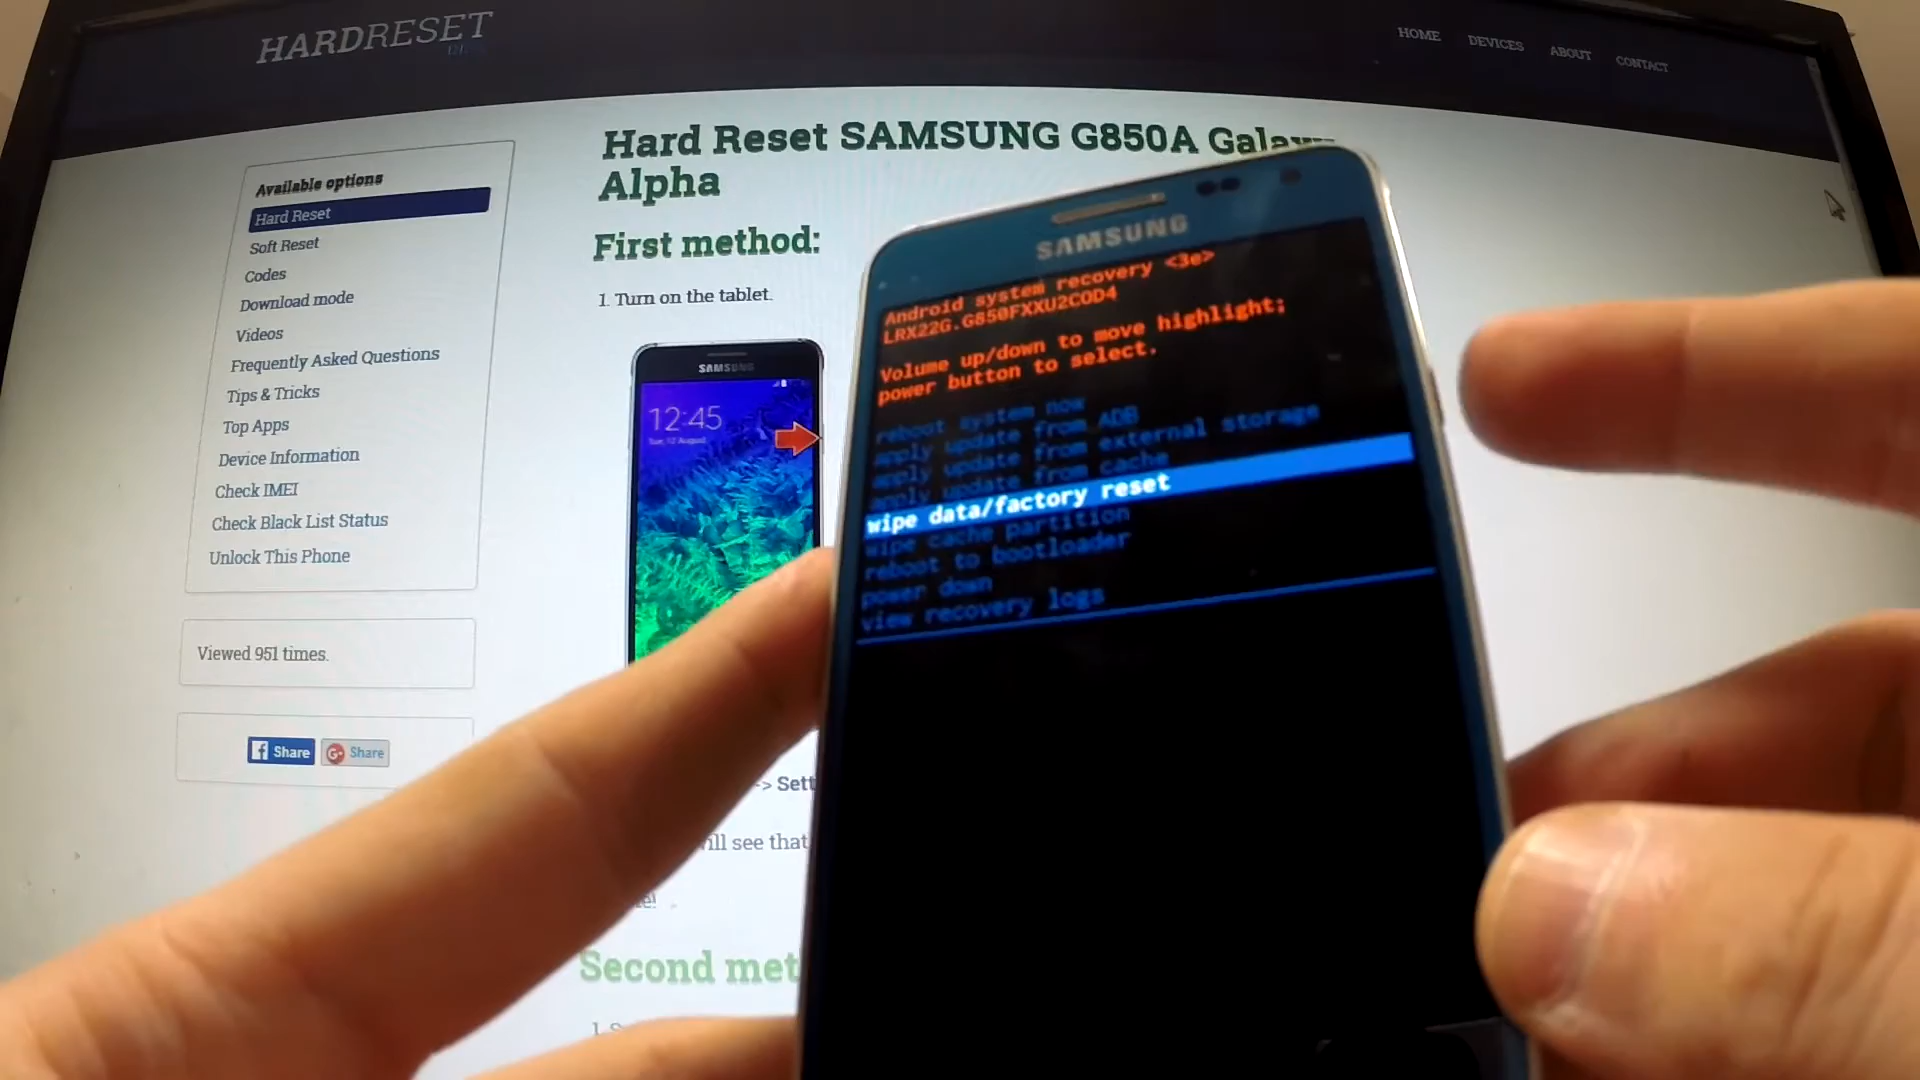 HARDRESET
HOME
DEVICES
ABOUT
CONTACT
Available options
Hard Reset
Soft Reset
Codes
Download mode
Videos
Frequently Asked Questions
Tips & Tricks
Top Apps
Device Information
Check IMEI
Check Black List Status
Unlock This Phone
Viewed 951 times.
Share
Share
Hard Reset SAMSUNG G850A
Alpha
First method:
1. Turn on the tablet.
SAMSUNG
12:45
-> Sett
ill see that
Second met
SAMSUNG
Android system recovery <3e>
LRX22G.G850FXXU2COD4
Volume up/down to move highlight;
power button to select.
reboot system now
apply update from ADB
apply update from external storage
apply update from cache
wipe data/factory reset
wipe cache partition
reboot to bootloader
power down
view recovery logs